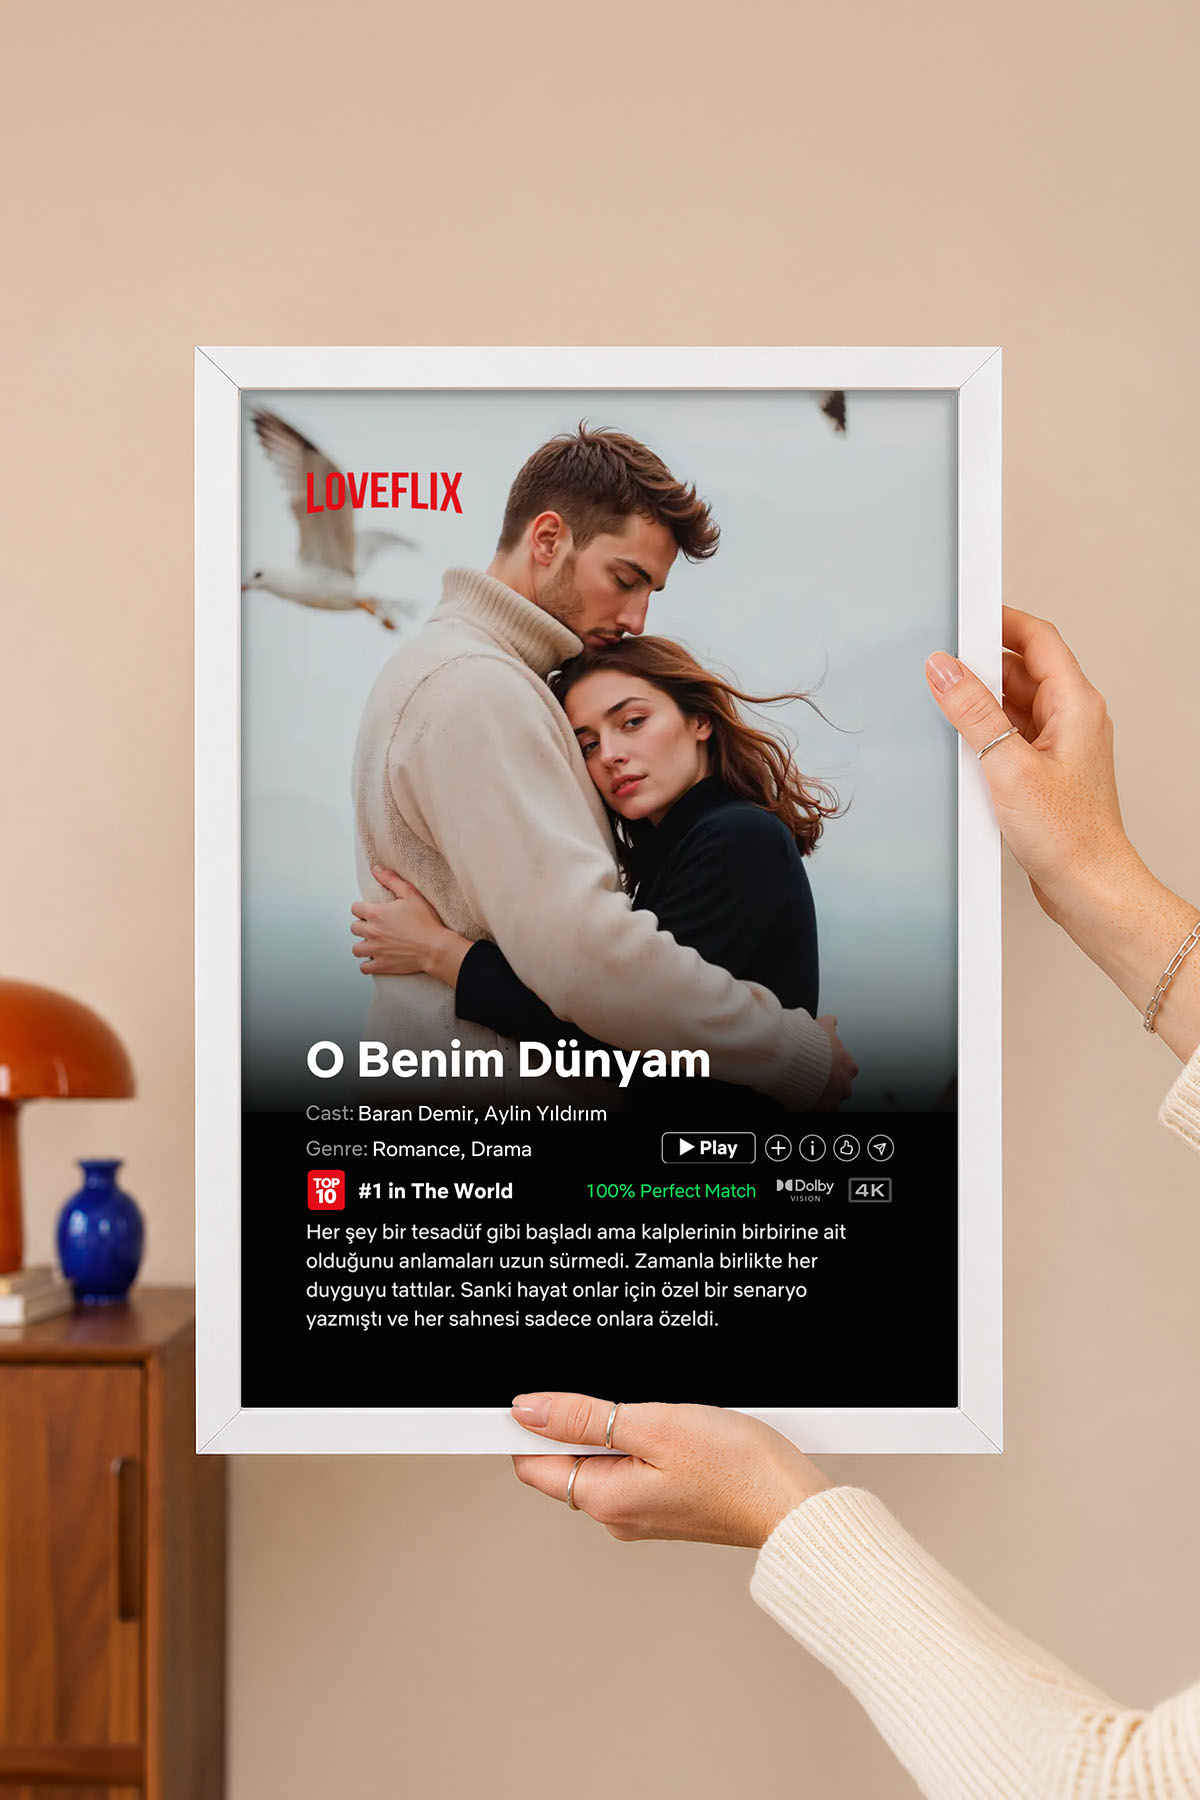 LOVEFLIX
O Benim Dünyam
Cast: Baran Demir, Aylin Yıldırım
Genre: Romance, Drama
Play
TOP 10 #1 in The World
100% Perfect Match Dolby VISION 4K
Her şey bir tesadüf gibi başladı ama kalplerinin birbirine ait
olduğunu anlamaları uzun sürmedi. Zamanla birlikte her
duyguyu tattılar. Sanki hayat onlar için özel bir senaryo
yazmıştı ve her sahnesi sadece onlara özeldi.